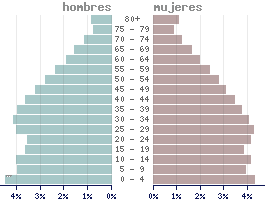 hombres mujeres
80+
75 - 79
70 - 74
65 - 69
60 - 64
55 - 59
50 - 54
45 - 49
40 - 44
35 - 39
30 - 34
25 - 29
20 - 24
15 - 19
10 - 14
5 - 9
0 - 4
4% 3% 2% 1% 0% 0% 1% 2% 3% 4%